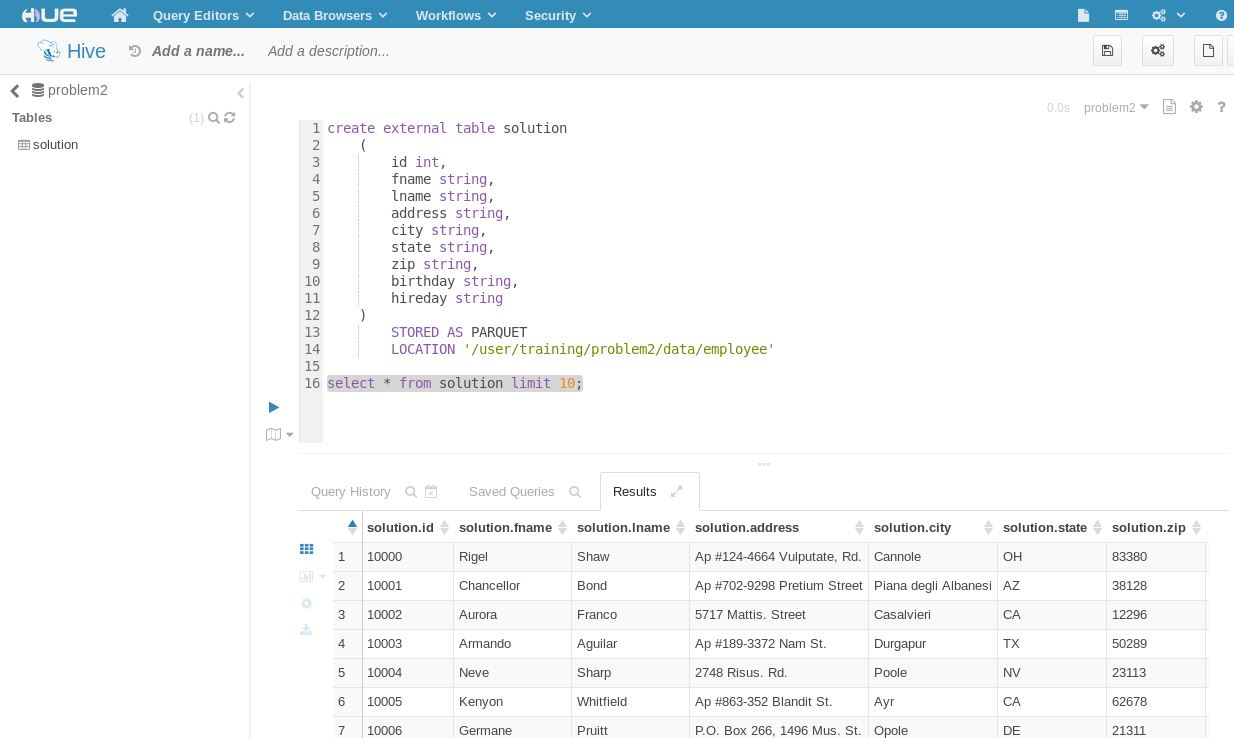 HUE Query Editors Data Browsers Workflows Security
Hive Add a name... Add a description...
problem2
Tables (1)
solution
0.0s problem2 ?
1 create external table solution
2 (
3 id int,
4 fname string,
5 lname string,
6 address string,
7 city string,
8 state string,
9 zip string,
10 birthday string,
11 hireday string
12 )
13 STORED AS PARQUET
14 LOCATION '/user/training/problem2/data/employee'
15
16 select * from solution limit 10;
Query History Saved Queries Results
solution.id solution.fname solution.lname solution.address solution.city solution.state solution.zip
1 10000 Rigel Shaw Ap #124-4664 Vulputate, Rd. Cannole OH 83380
2 10001 Chancellor Bond Ap #702-9298 Pretium Street Piana degli Albanesi AZ 38128
3 10002 Aurora Franco 5717 Mattis. Street Casalvieri CA 12296
4 10003 Armando Aguilar Ap #189-3372 Nam St. Durgapur TX 50289
5 10004 Neve Sharp 2748 Risus. Rd. Poole NV 23113
6 10005 Kenyon Whitfield Ap #863-352 Blandit St. Ayr CA 62678
7 10006 Germane Pruitt P.O. Box 266, 1496 Mus. St. Opole DE 21311